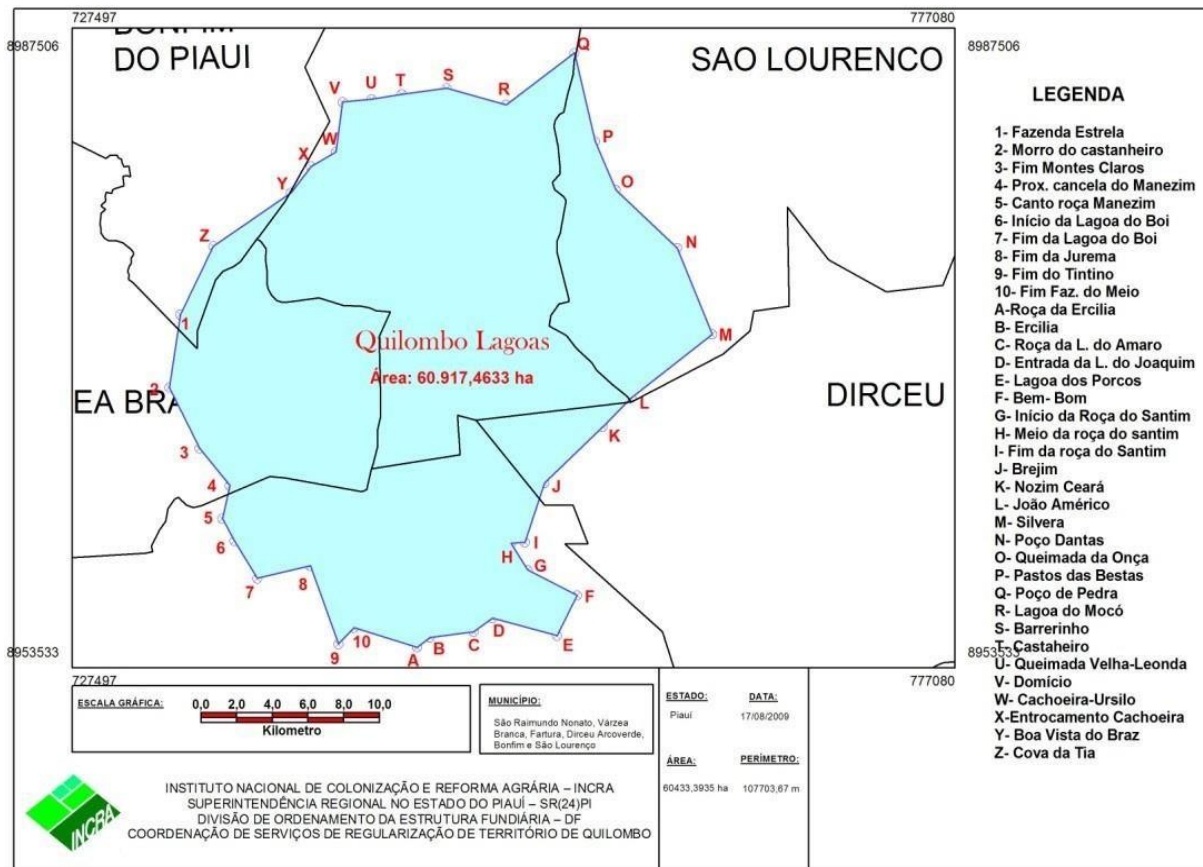 727497
777080
8987506
8987506
BONFIM
DO PIAUI
SAO LOURENCO
Q
S
T
U
V
R
W
P
X
Y
O
Z
N
1
M
Quilombo Lagoas
Área: 60.917,4633 ha
2
EA BRA
DIRCEU
L
K
3
4
J
5
6
I
H
G
7
8
F
D
C
B
E
10
9
A
8953533
8953533
727497
777080
LEGENDA
1- Fazenda Estrela
2- Morro do castanheiro
3- Fim Montes Claros
4- Prox. cancela do Manezim
5- Canto roça Manezim
6- Início da Lagoa do Boi
7- Fim da Lagoa do Boi
8- Fim da Jurema
9- Fim do Tintino
10- Fim Faz. do Meio
A-Roça da Ercilia
B- Ercilia
C- Roça da L. do Amaro
D- Entrada da L. do Joaquim
E- Lagoa dos Porcos
F- Bem- Bom
G- Início da Roça do Santim
H- Meio da roça do santim
I- Fim da roça do Santim
J- Brejim
K- Nozim Ceará
L- João Américo
M- Silvera
N- Poço Dantas
O- Queimada da Onça
P- Pastos das Bestas
Q- Poço de Pedra
R- Lagoa do Mocó
S- Barrerinho
T- Castaheiro
U- Queimada Velha-Leonda
V- Domício
W- Cachoeira-Ursilo
X-Entrocamento Cachoeira
Y- Boa Vista do Braz
Z- Cova da Tia
ESCALA GRÁFICA:
0,0 2,0 4,0 6,0 8,0 10,0
Kilometro
MUNICÍPIO:
São Raimundo Nonato, Várzea
Branca, Fartura, Dirceu Arcoverde,
Bonfim e São Lourenço
ESTADO:
Piauí
DATA:
17/08/2009
ÁREA:
60433,3935 ha
PERÍMETRO:
107703,67 m
INCRA
INSTITUTO NACIONAL DE COLONIZAÇÃO E REFORMA AGRÁRIA – INCRA
SUPERINTENDÊNCIA REGIONAL NO ESTADO DO PIAUÍ – SR(24)PI
DIVISÃO DE ORDENAMENTO DA ESTRUTURA FUNDIÁRIA – DF
COORDENAÇÃO DE SERVIÇOS DE REGULARIZAÇÃO DE TERRITÓRIO DE QUILOMBO